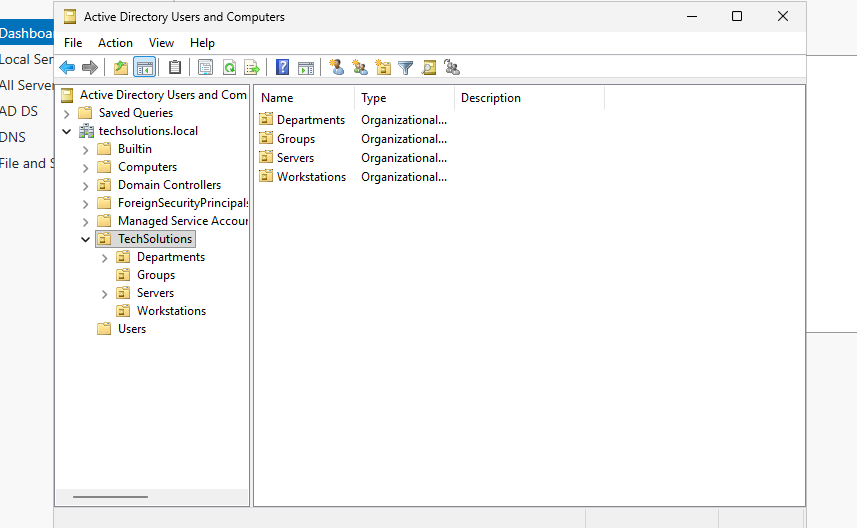 Active Directory Users and Computers
File Action View Help
Dashboar
Local Ser
All Server
AD DS
DNS
File and S
Active Directory Users and Com
Saved Queries
techsolutions.local
Builtin
Computers
Domain Controllers
ForeignSecurityPrincipals
Managed Service Accour
TechSolutions
Departments
Groups
Servers
Workstations
Users
Name Type Description
Departments Organizational...
Groups Organizational...
Servers Organizational...
Workstations Organizational...